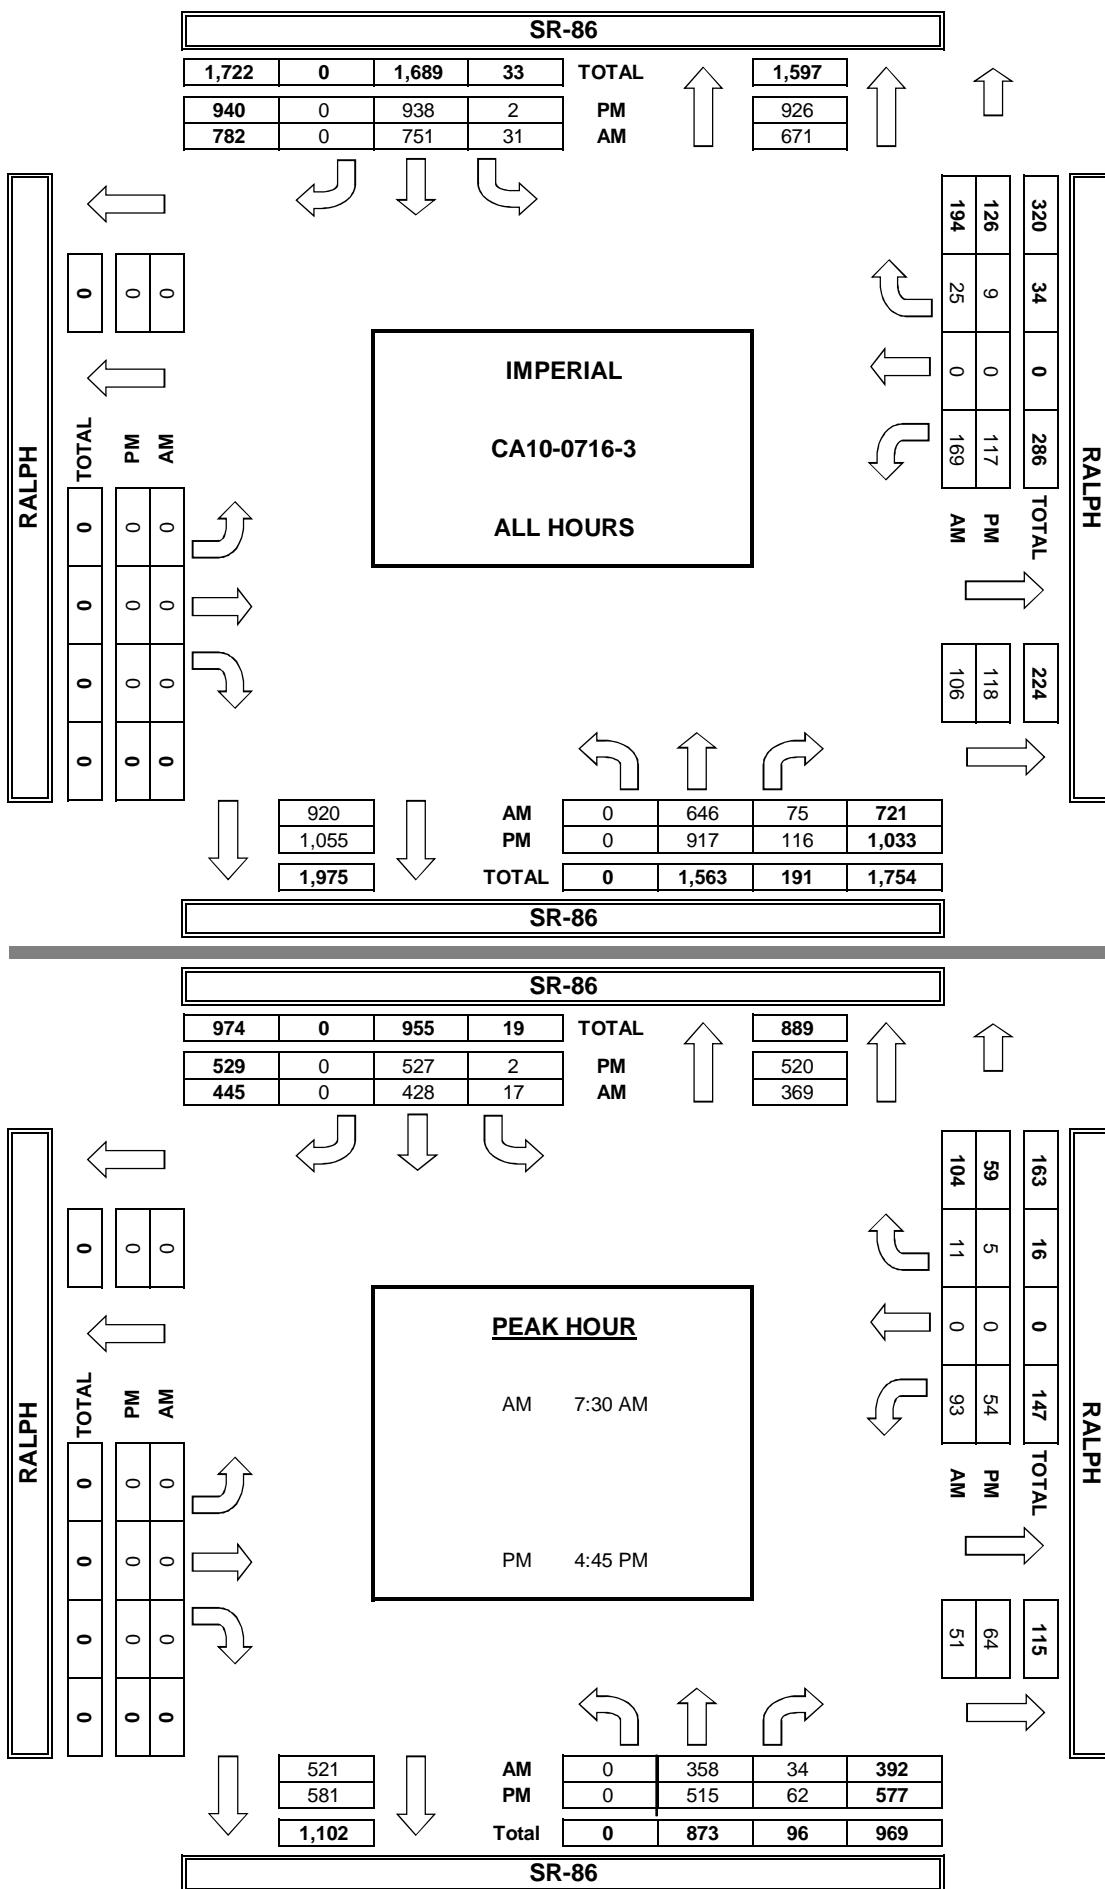 SR-86
1,722 0 1,689 33 TOTAL 1,597
940 0 938 2 PM 926
782 0 751 31 AM 671
RALPH
0 0 0
TOTAL PM AM
0 0 0
0 0 0
0 0 0
0 0 0
IMPERIAL
CA10-0716-3
ALL HOURS
194 126 320
25 9 34
0 0 0
169 117 286
AM PM TOTAL
106 118 224
RALPH
920 AM 0 646 75 721
1,055 PM 0 917 116 1,033
1,975 TOTAL 0 1,563 191 1,754
SR-86
SR-86
974 0 955 19 TOTAL 889
529 0 527 2 PM 520
445 0 428 17 AM 369
RALPH
0 0 0
TOTAL PM AM
0 0 0
0 0 0
0 0 0
0 0 0
PEAK HOUR
AM 7:30 AM
PM 4:45 PM
104 59 163
11 5 16
0 0 0
93 54 147
AM PM TOTAL
51 64 115
RALPH
521 AM 0 358 34 392
581 PM 0 515 62 577
1,102 Total 0 873 96 969
SR-86